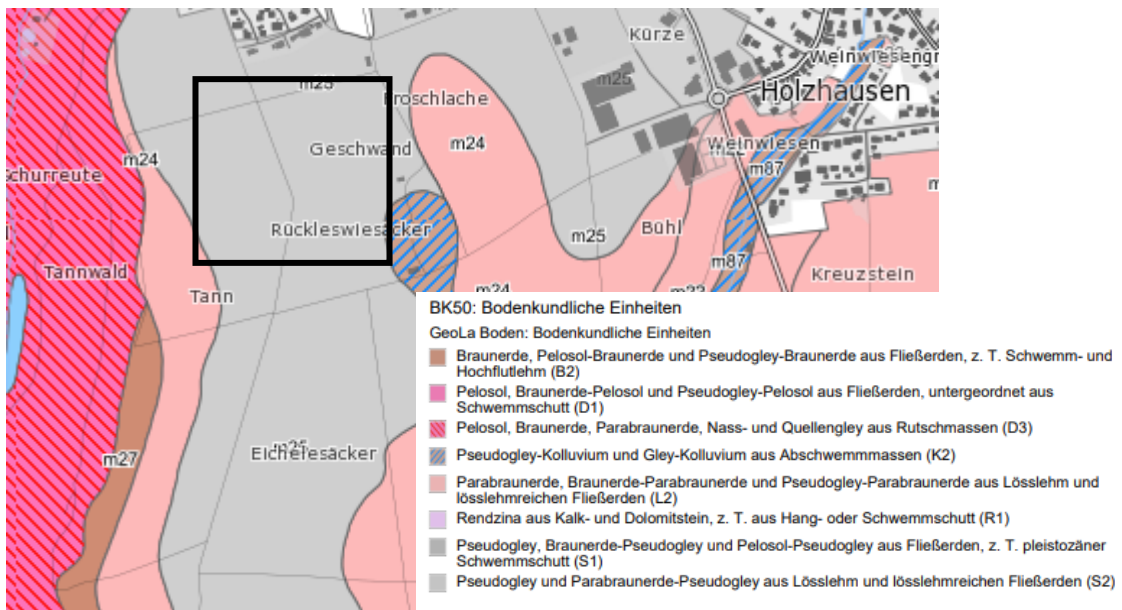 Kürze
Weinwiesengr
m25
m25
Holzhausen
Froschlache
Geschwand
m24
Weinwiesen
m24
m87
Schurreute
Rückleswiesäcker
m25
Bühl
m87
Tannwald
Kreuzstein
Tann
m24
BK50: Bodenkundliche Einheiten
GeoLa Boden: Bodenkundliche Einheiten
Braunerde, Pelosol-Braunerde und Pseudogley-Braunerde aus Fließerden, z. T. Schwemm- und
Hochflutlehm (B2)
Pelosol, Braunerde-Pelosol und Pseudogley-Pelosol aus Fließerden, untergeordnet aus
Schwemmschutt (D1)
Pelosol, Braunerde, Parabraunerde, Nass- und Quellengley aus Rutschmassen (D3)
Pseudogley-Kolluvium und Gley-Kolluvium aus Abschwemmmassen (K2)
Parabraunerde, Braunerde-Parabraunerde und Pseudogley-Parabraunerde aus Lösslehm und
lösslehmreichen Fließerden (L2)
Rendzina aus Kalk- und Dolomitstein, z. T. aus Hang- oder Schwemmschutt (R1)
Pseudogley, Braunerde-Pseudogley und Pelosol-Pseudogley aus Fließerden, z. T. pleistozäner
Schwemmschutt (S1)
Pseudogley und Parabraunerde-Pseudogley aus Lösslehm und lösslehmreichen Fließerden (S2)
m25
m27